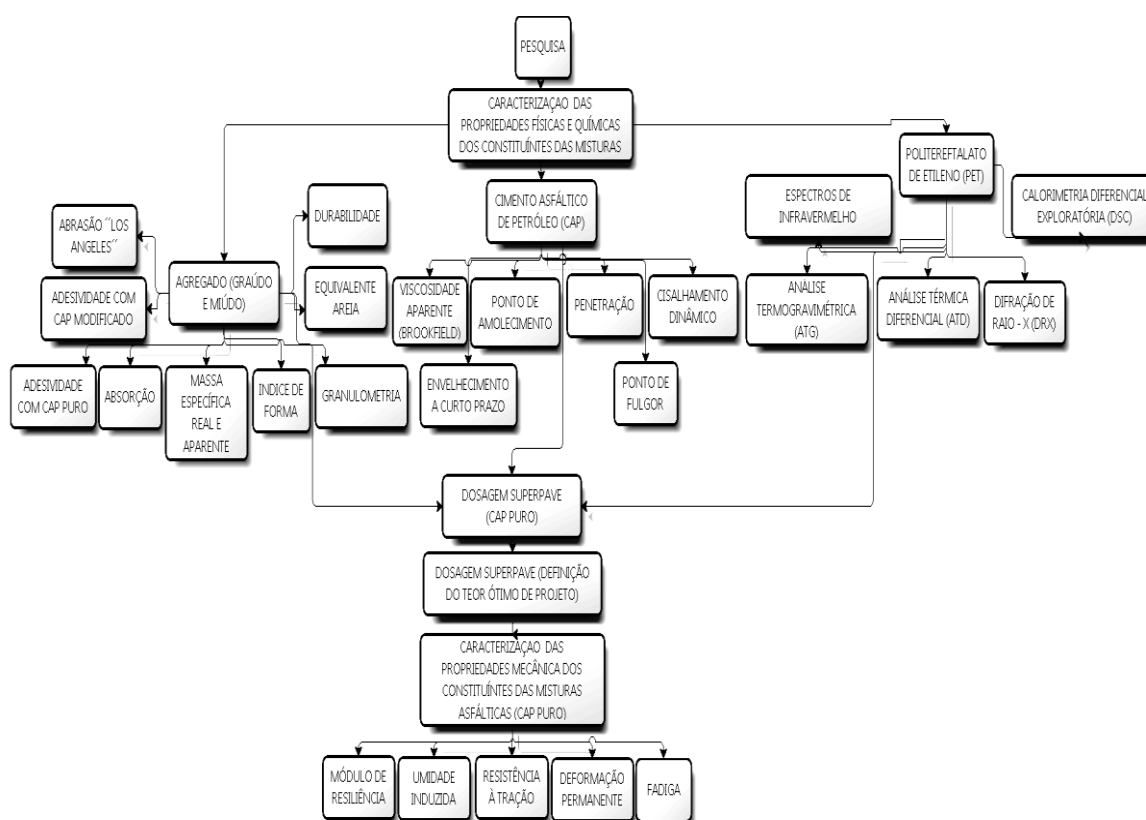 PESQUISA
CARACTERIZAÇAO DAS
PROPRIEDADES FÍSICAS E QUÍMICAS
DOS CONSTITUÍNTES DAS MISTURAS
POLITEREFTALATO
DE ETILENO (PET)
CIMENTO ASFÁLTICO
DE PETRÓLEO (CAP)
ESPECTROS DE
INFRAVERMELHO
CALORIMETRIA DIFERENCIAL
EXPLORATÓRIA (DSC)
DURABILIDADE
ABRASÃO ´´LOS
ANGELES´´
AGREGADO (GRAÚDO
E MIÚDO)
ADESIVIDADE COM
CAP MODIFICADO
EQUIVALENTE
AREIA
VISCOSIDADE
APARENTE
(BROOKFIELD)
PONTO DE
AMOLECIMENTO
PENETRAÇÃO
CISALHAMENTO
DINÂMICO
ANÁLISE
TERMOGRAVIMÉTRICA
(ATG)
ANÁLISE TÉRMICA
DIFERENCIAL (ATD)
DIFRAÇÃO DE
RAIO - X (DRX)
ADESIVIDADE
COM CAP PURO
ABSORÇÃO
MASSA
ESPECÍFICA
REAL E
APARENTE
INDICE DE
FORMA
GRANULOMETRIA
ENVELHECIMENTO
A CURTO PRAZO
PONTO DE
FULGOR
DOSAGEM SUPERPAVE
(CAP PURO)
DOSAGEM SUPERPAVE (DEFINIÇÃO
DO TEOR ÓTIMO DE PROJETO)
CARACTERIZAÇAO DAS
PROPRIEDADES MECÂNICA DOS
CONSTITUÍNTES DAS MISTURAS
ASFÁLTICAS (CAP PURO)
MÓDULO DE
RESILIÊNCIA
UMIDADE
INDUZIDA
RESISTÊNCIA
À TRAÇÃO
DEFORMAÇÃO
PERMANENTE
FADIGA